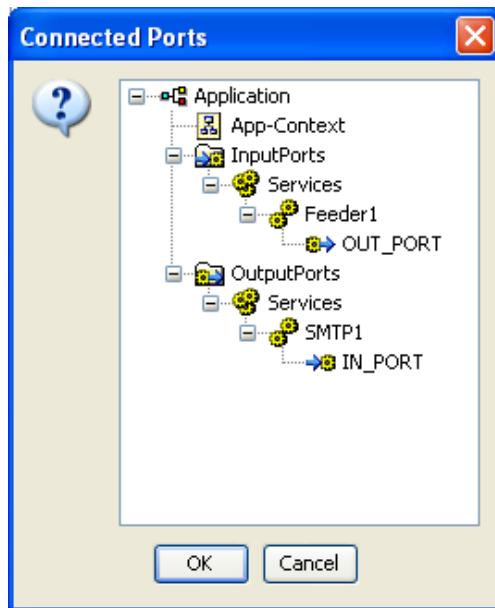 Connected Ports
Application
App-Context
InputPorts
Services
Feeder1
OUT_PORT
OutputPorts
Services
SMTP1
IN_PORT
OK
Cancel